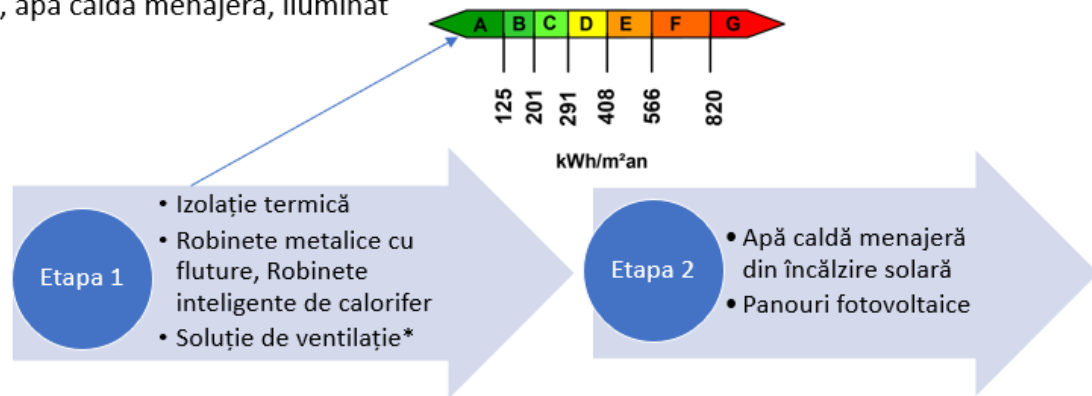 , apă caldă menajeră, iluminat
A B C D E F G
125 201 291 408 566 820
kWh/m²an
Etapa 1
• Izolație termică
• Robinete metalice cu
fluture, Robinete
inteligente de calorifer
• Soluție de ventilație*
Etapa 2
• Apă caldă menajeră
din încălzire solară
• Panouri fotovoltaice